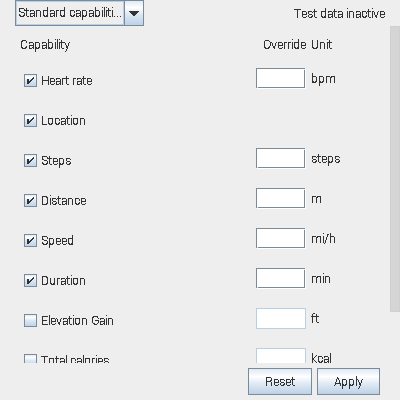 Standard capabiliti...
Test data inactive
Capability Override Unit
Heart rate bpm
Location
Steps steps
Distance m
Speed mi/h
Duration min
Elevation Gain ft
Total calories kcal
Reset Apply